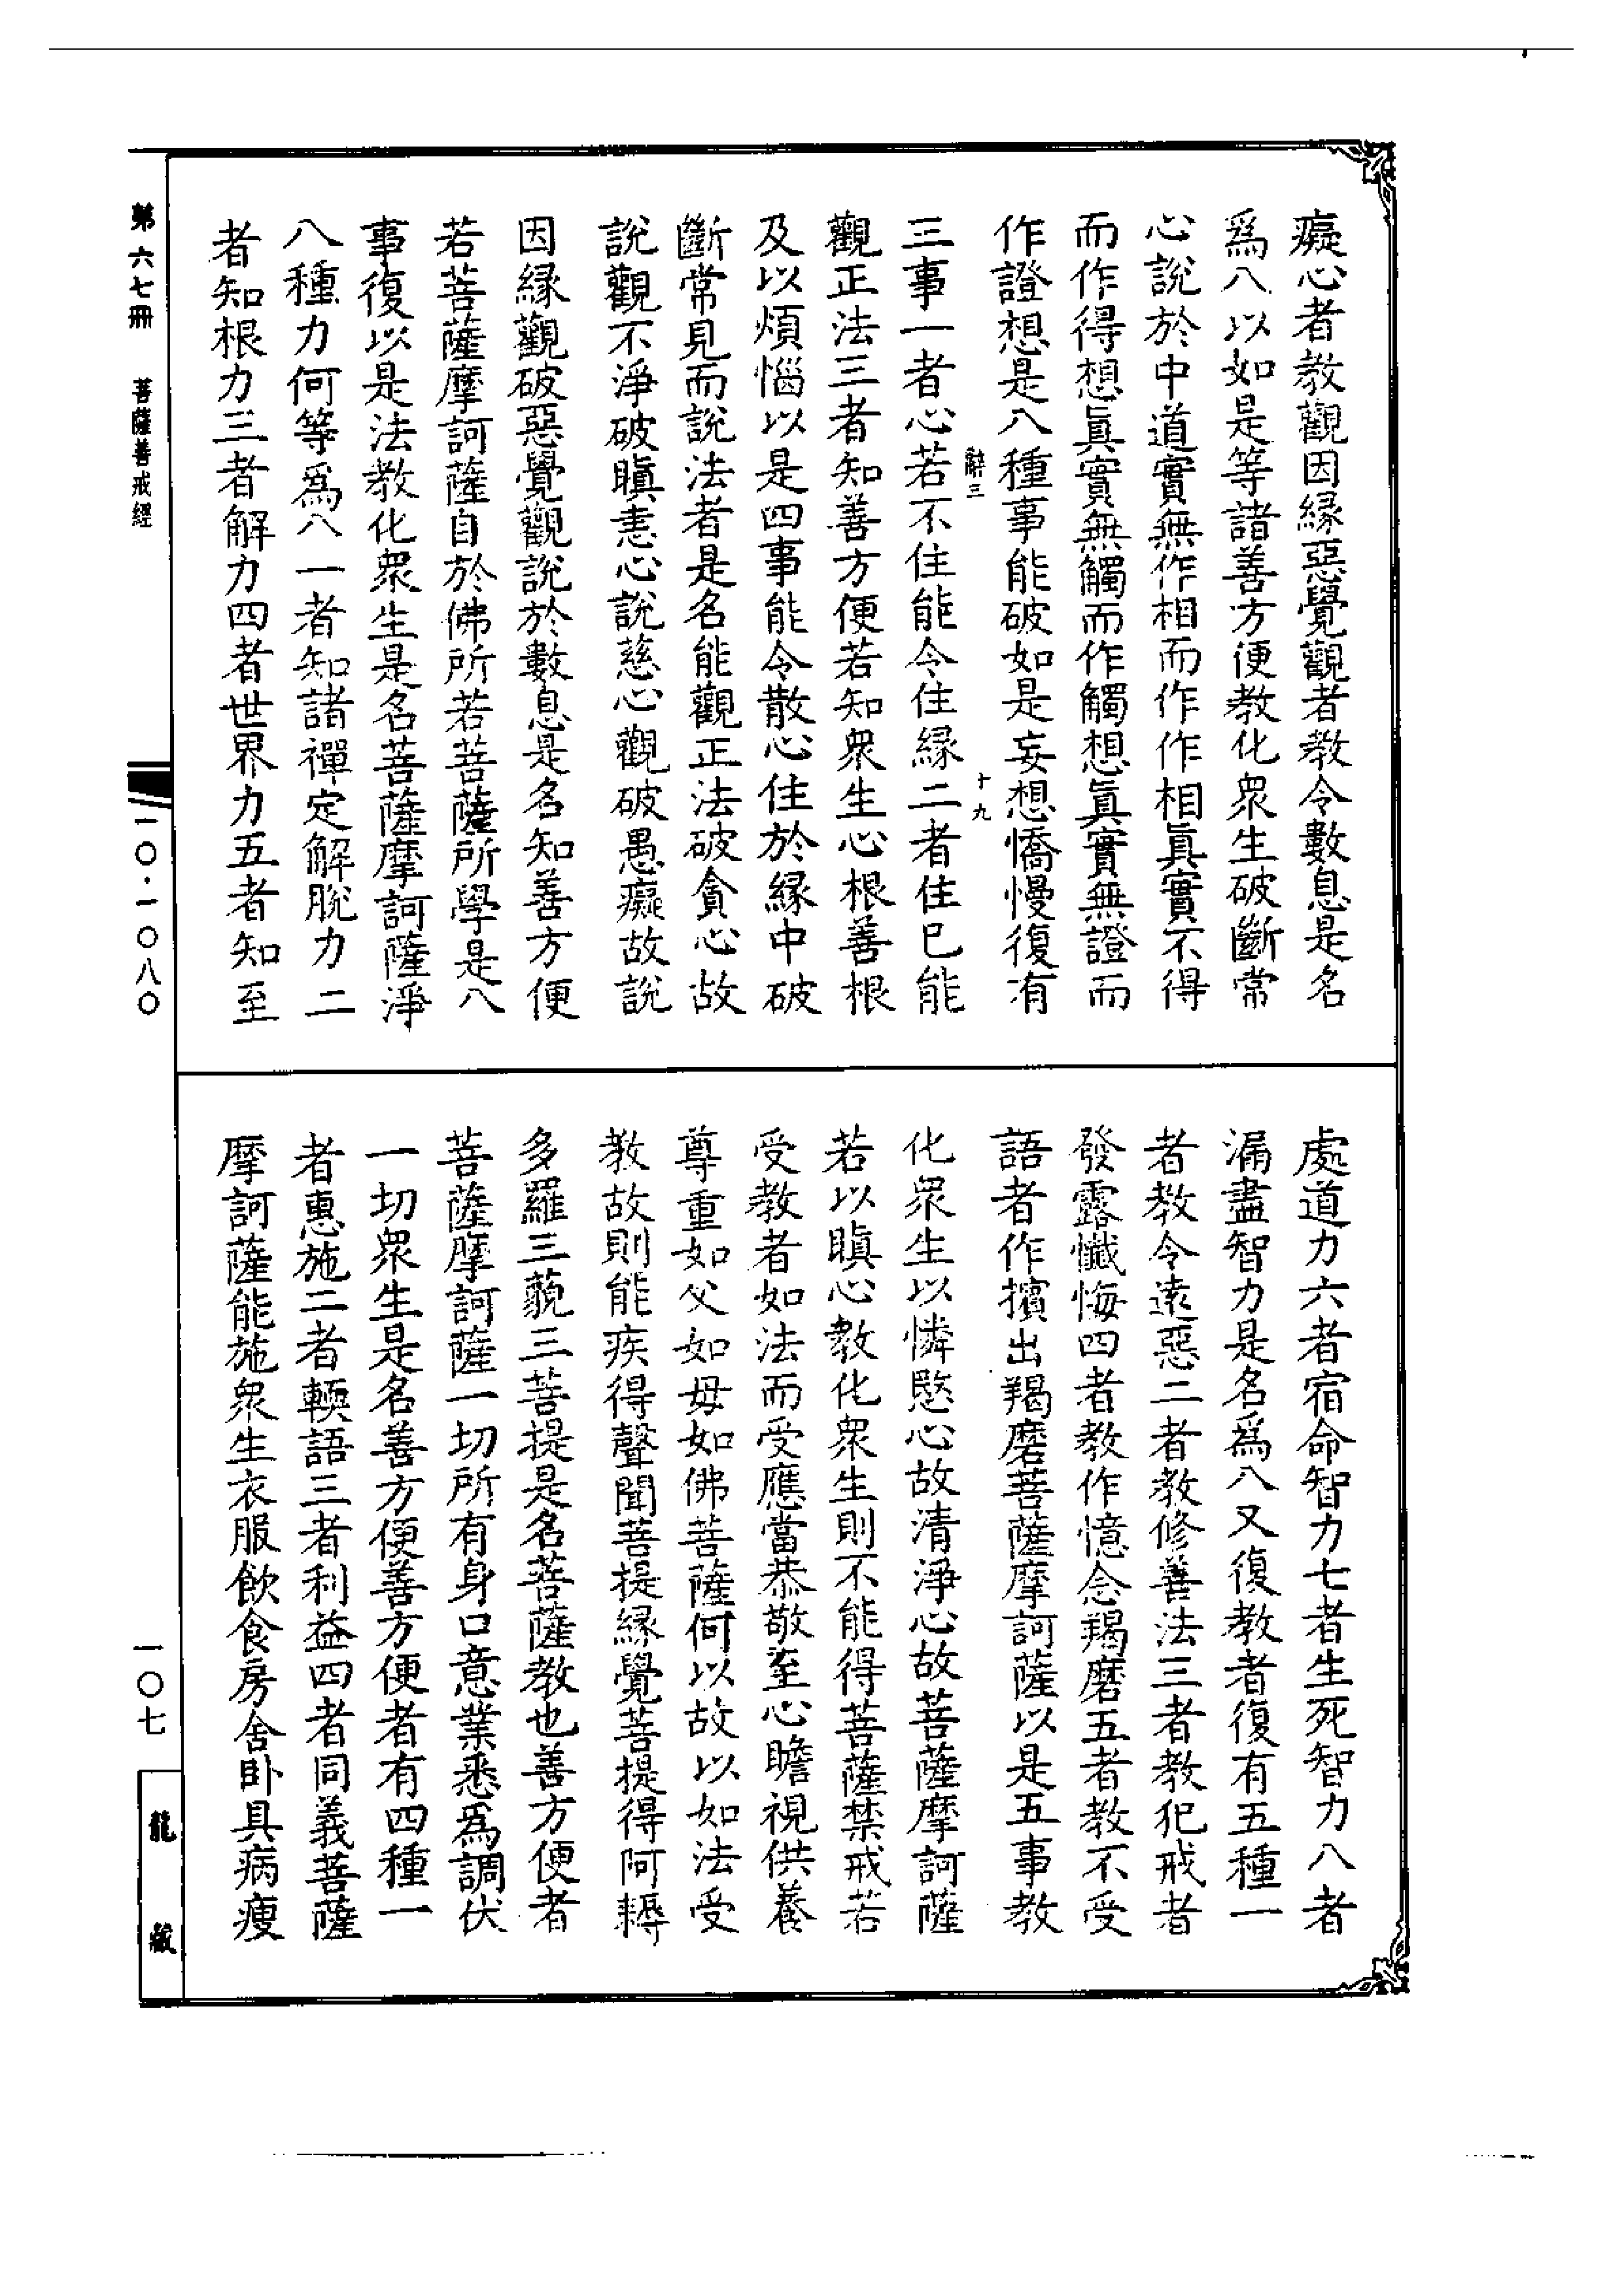 癡心者教觀因緣惡覺觀者教令數息是名
爲八以如是等諸善方便教化眾生破斷常
心說於中道實無作相而作作相真實不得
而作得想真實無觸而作觸想真實無證而
作證想是八種事能破如是妄想憍慢復有
辭三 十九
三事一者心若不住能令住緣二者住已能
觀正法三者知善方便若知眾生心根善根
及以煩惱以是四事能令散心住於緣中破
斷常見而說法者是名能觀正法破貪心故
說觀不淨破瞋恚心說慈心觀破愚癡故說
因緣觀破惡覺觀說於數息是名知善方便
若菩薩摩訶薩自於佛所若菩薩所學是八
事復以是法教化眾生是名菩薩摩訶薩淨
八種力何等爲八一者知諸禪定解脫力二
者知根力三者解力四者世界力五者知至
處道力六者宿命智力七者生死智力八者
漏盡智力是名爲八又復教者復有五種一
者教令遠惡二者教修善法三者教犯戒者
發露懺悔四者教作憶念羯磨五者教不受
語者作擯出羯磨菩薩摩訶薩以是五事教
化眾生以憐愍心故清淨心故菩薩摩訶薩
若以瞋心教化眾生則不能得菩薩禁戒若
受教者如法而受應當恭敬至心瞻視供養
尊重如父如母如佛菩薩何以故以如法受
教故則能疾得聲聞菩提緣覺菩提得阿耨
多羅三藐三菩提是名菩薩教也善方便者
菩薩摩訶薩一切所有身口意業悉爲調伏
一切眾生是名善方便善方便者有四種一
者惠施二者輭語三者利益四者同義菩薩
摩訶薩能施眾生衣服飲食房舍臥具病瘦
第六七冊 菩薩善戒經
一〇·一〇八〇
一〇七
龍藏